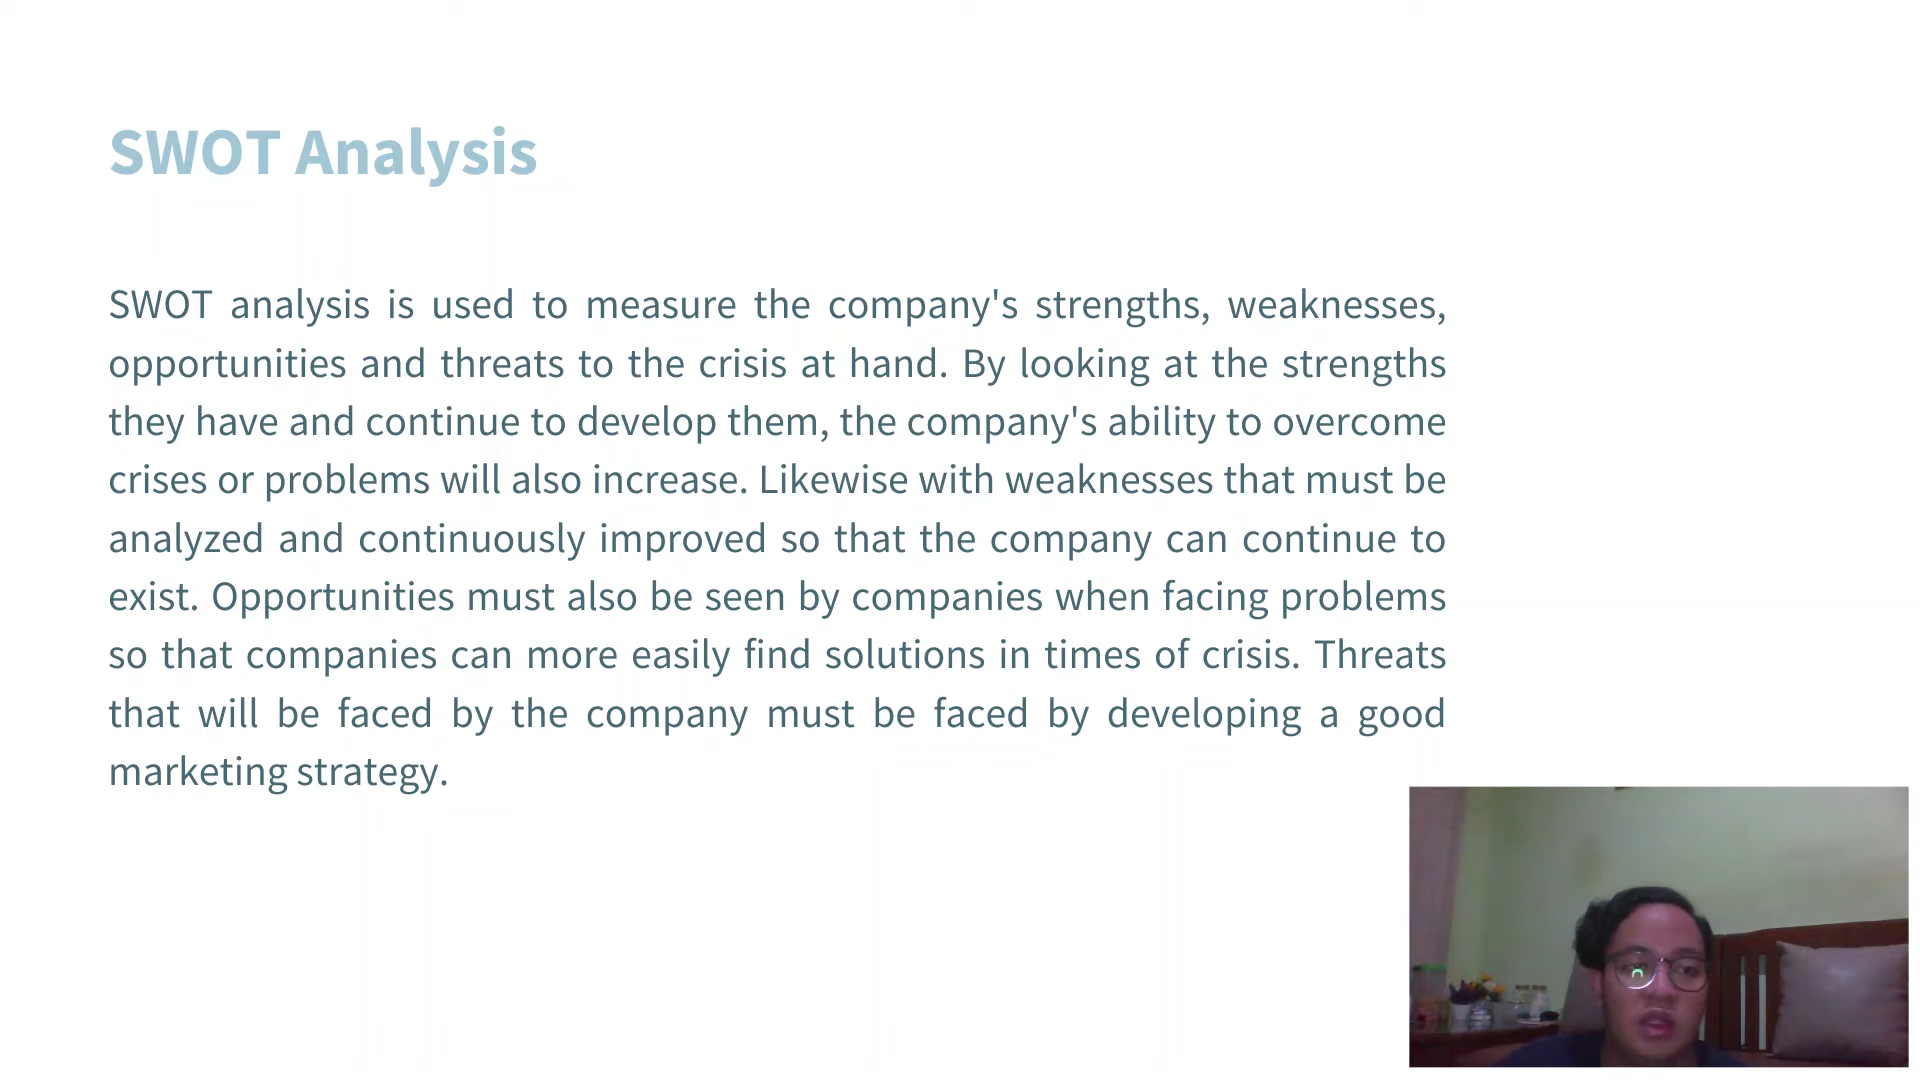 SWOT Analysis
SWOT analysis is used to measure the company's strengths, weaknesses,
opportunities and threats to the crisis at hand. By looking at the strengths
they have and continue to develop them, the company's ability to overcome
crises or problems will also increase. Likewise with weaknesses that must be
analyzed and continuously improved so that the company can continue to
exist. Opportunities must also be seen by companies when facing problems
so that companies can more easily find solutions in times of crisis. Threats
that will be faced by the company must be faced by developing a good
marketing strategy.